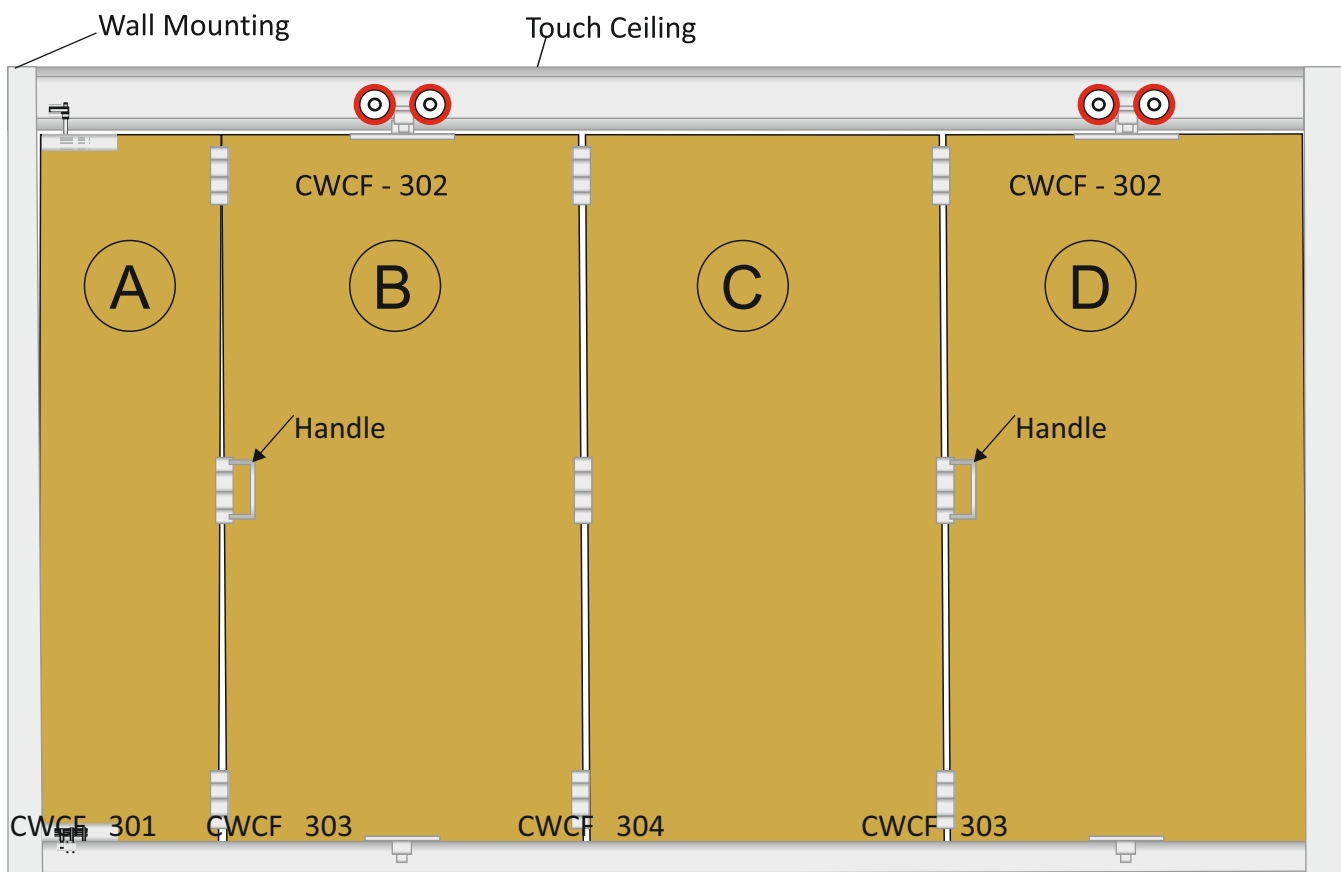 Wall Mounting
Touch Ceiling
CWCF - 302
CWCF - 302
A
B
C
D
Handle
Handle
CWCF 301
CWCF 303
CWCF 304
CWCF 303